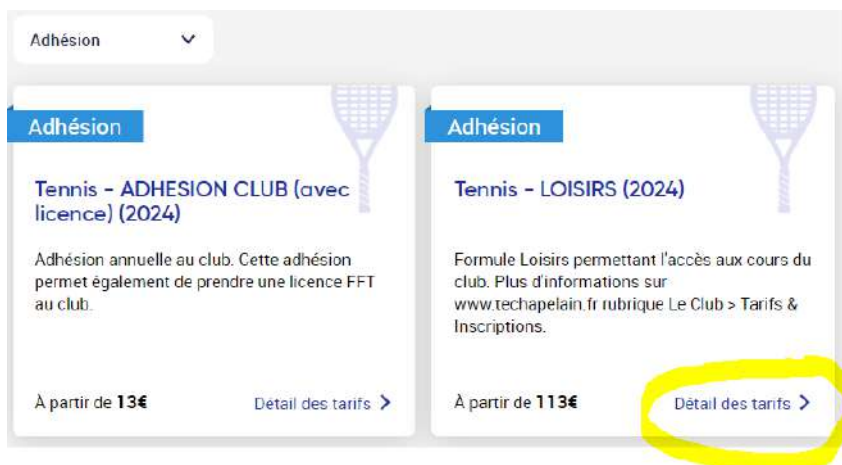 Adhésion
Adhésion
Tennis - ADHESION CLUB (avec
licence) (2024)
Adhésion annuelle au club. Cette adhésion
permet également de prendre une licence FFT
au club.
À partir de 13€
Détail des tarifs
Adhésion
Tennis - LOISIRS (2024)
Formule Loisirs permettant l'accès aux cours du
club. Plus d'informations sur
www.techapelain.fr rubrique Le Club > Tarifs &
Inscriptions.
À partir de 113€
Détail des tarifs